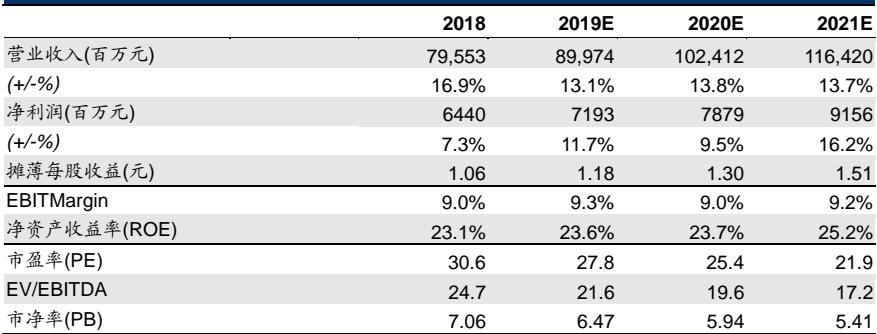 2018 2019E 2020E 2021E
营业收入(百万元) 79,553 89,974 102,412 116,420
(+/-%) 16.9% 13.1% 13.8% 13.7%
净利润(百万元) 6440 7193 7879 9156
(+/-%) 7.3% 11.7% 9.5% 16.2%
摊薄每股收益(元) 1.06 1.18 1.30 1.51
EBITMargin 9.0% 9.3% 9.0% 9.2%
净资产收益率(ROE) 23.1% 23.6% 23.7% 25.2%
市盈率(PE) 30.6 27.8 25.4 21.9
EV/EBITDA 24.7 21.6 19.6 17.2
市净率(PB) 7.06 6.47 5.94 5.41